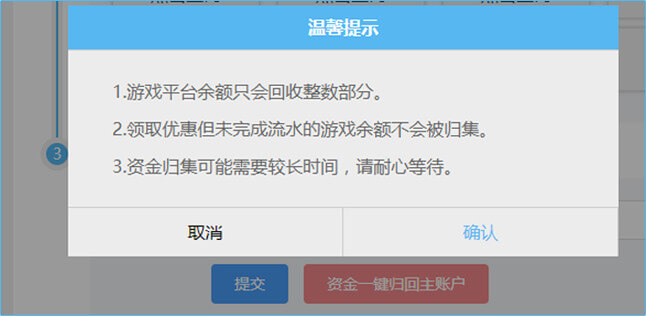 温馨提示
1.游戏平台余额只会回收整数部分。
2.领取优惠但未完成流水的游戏余额不会被归集。
3.资金归集可能需要较长时间，请耐心等待。
3
取消
确认
提交
资金一键归回主账户